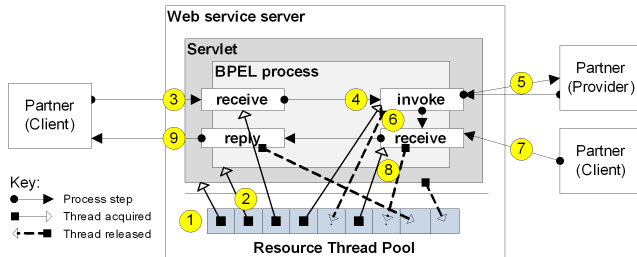 Web service server
Servlet
BPEL process
Partner
(Client)
3
receive
4
invoke
5
Partner
(Provider)
9
reply
6
receive
7
Partner
(Client)
8
Key:
Process step
Thread acquired
Thread released
1
2
Resource Thread Pool